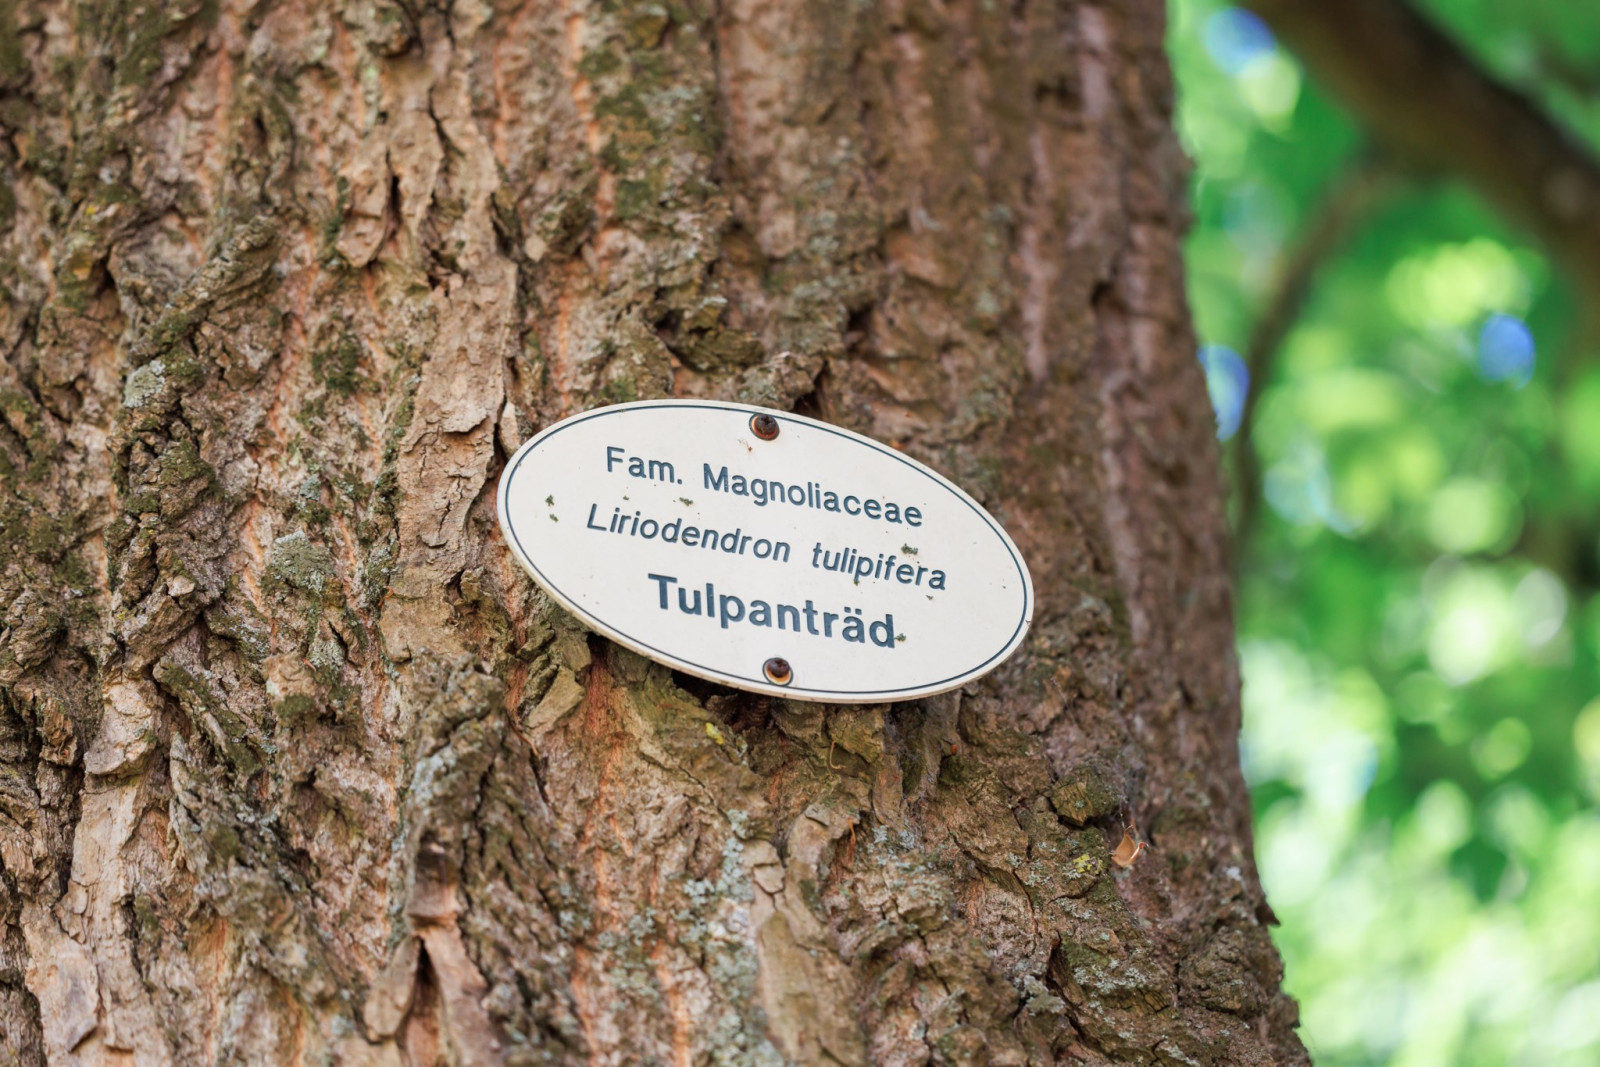 Fam. Magnoliaceae
Liriodendron tulipifera
Tulpanträd